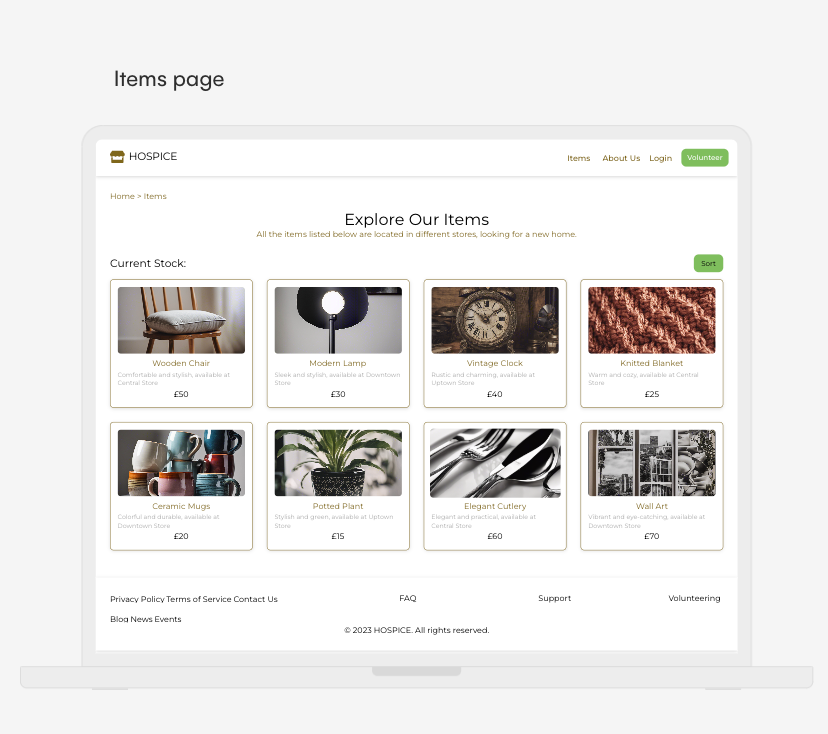 Items page
HOSPICE
Items About Us Login Volunteer
Home > Items
Explore Our Items
All the items listed below are located in different stores, looking for a new home.
Current Stock:
Sort
Wooden Chair
Comfortable and stylish, available at
Central Store
£50
Modern Lamp
Sleek and stylish, available at Downtown
Store
£30
Vintage Clock
Rustic and charming, available at
Uptown Store
£40
Knitted Blanket
Warm and cozy, available at Central
Store
£25
Ceramic Mugs
Colorful and durable, available at
Downtown Store
£20
Potted Plant
Stylish and green, available at Uptown
Store
£15
Elegant Cutlery
Elegant and practical, available at
Central Store
£60
Wall Art
Vibrant and eye-catching, available at
Downtown Store
£70
Privacy Policy Terms of Service Contact Us
FAQ
Support
Volunteering
Blog News Events
© 2023 HOSPICE. All rights reserved.